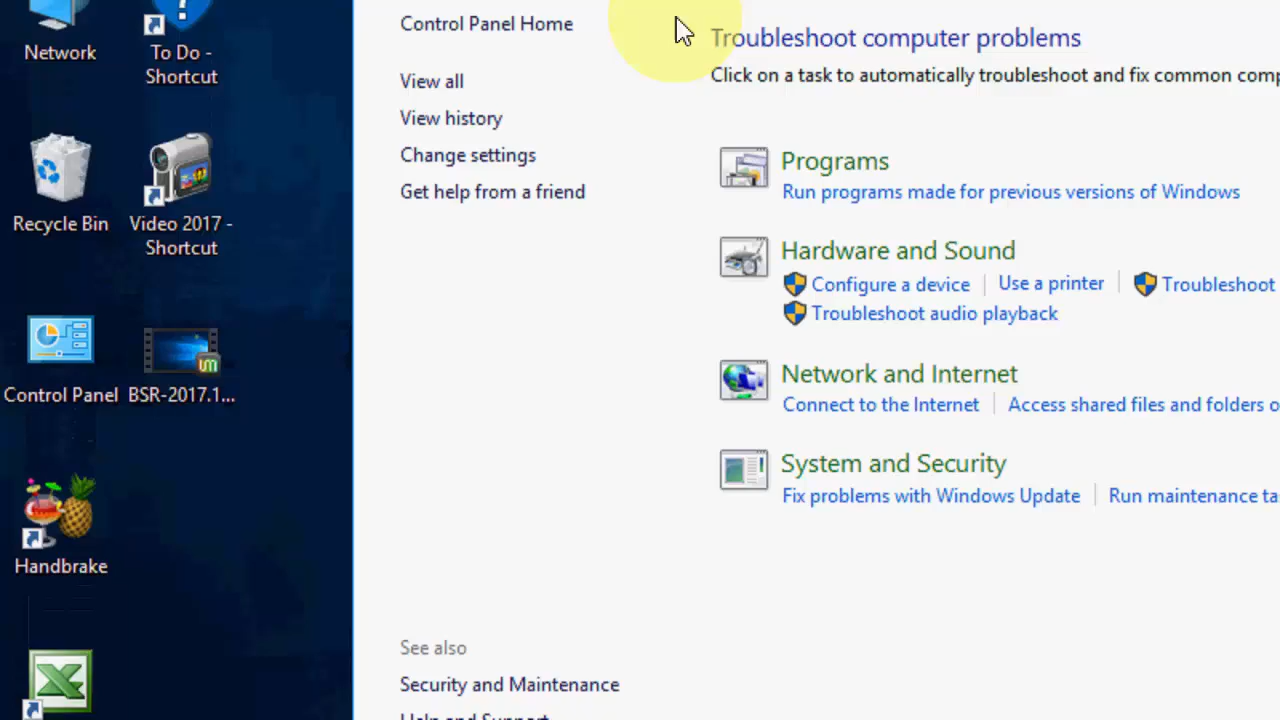 Network
To Do -
Shortcut
Recycle Bin
Video 2017 -
Shortcut
Control Panel
BSR-2017.1...
Handbrake
Control Panel Home
View all
View history
Change settings
Get help from a friend
See also
Security and Maintenance
Help and Support
Troubleshoot computer problems
Click on a task to automatically troubleshoot and fix common comp
Programs
Run programs made for previous versions of Windows
Hardware and Sound
Configure a device
Use a printer
Troubleshoot
Troubleshoot audio playback
Network and Internet
Connect to the Internet
Access shared files and folders o
System and Security
Fix problems with Windows Update
Run maintenance ta